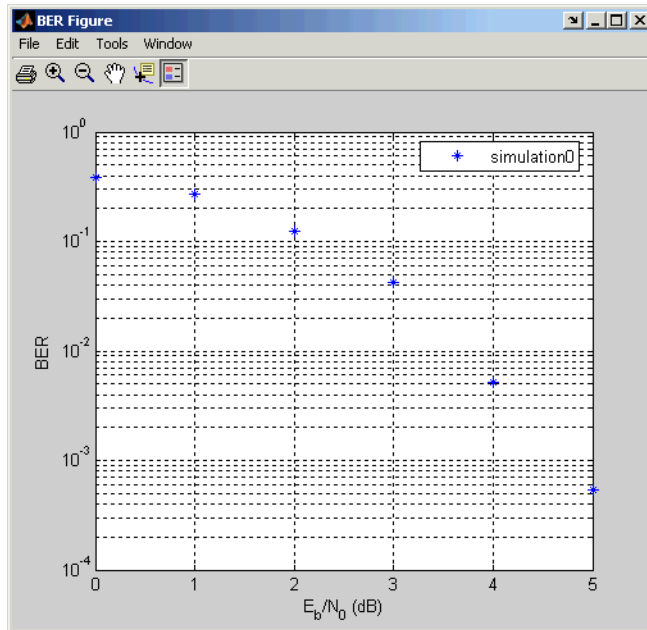 BER Figure
File Edit Tools Window
10^0
simulation0
10^-1
10^-2
BER
10^-3
10^-4
0 1 2 3 4 5
E_b/N_0 (dB)